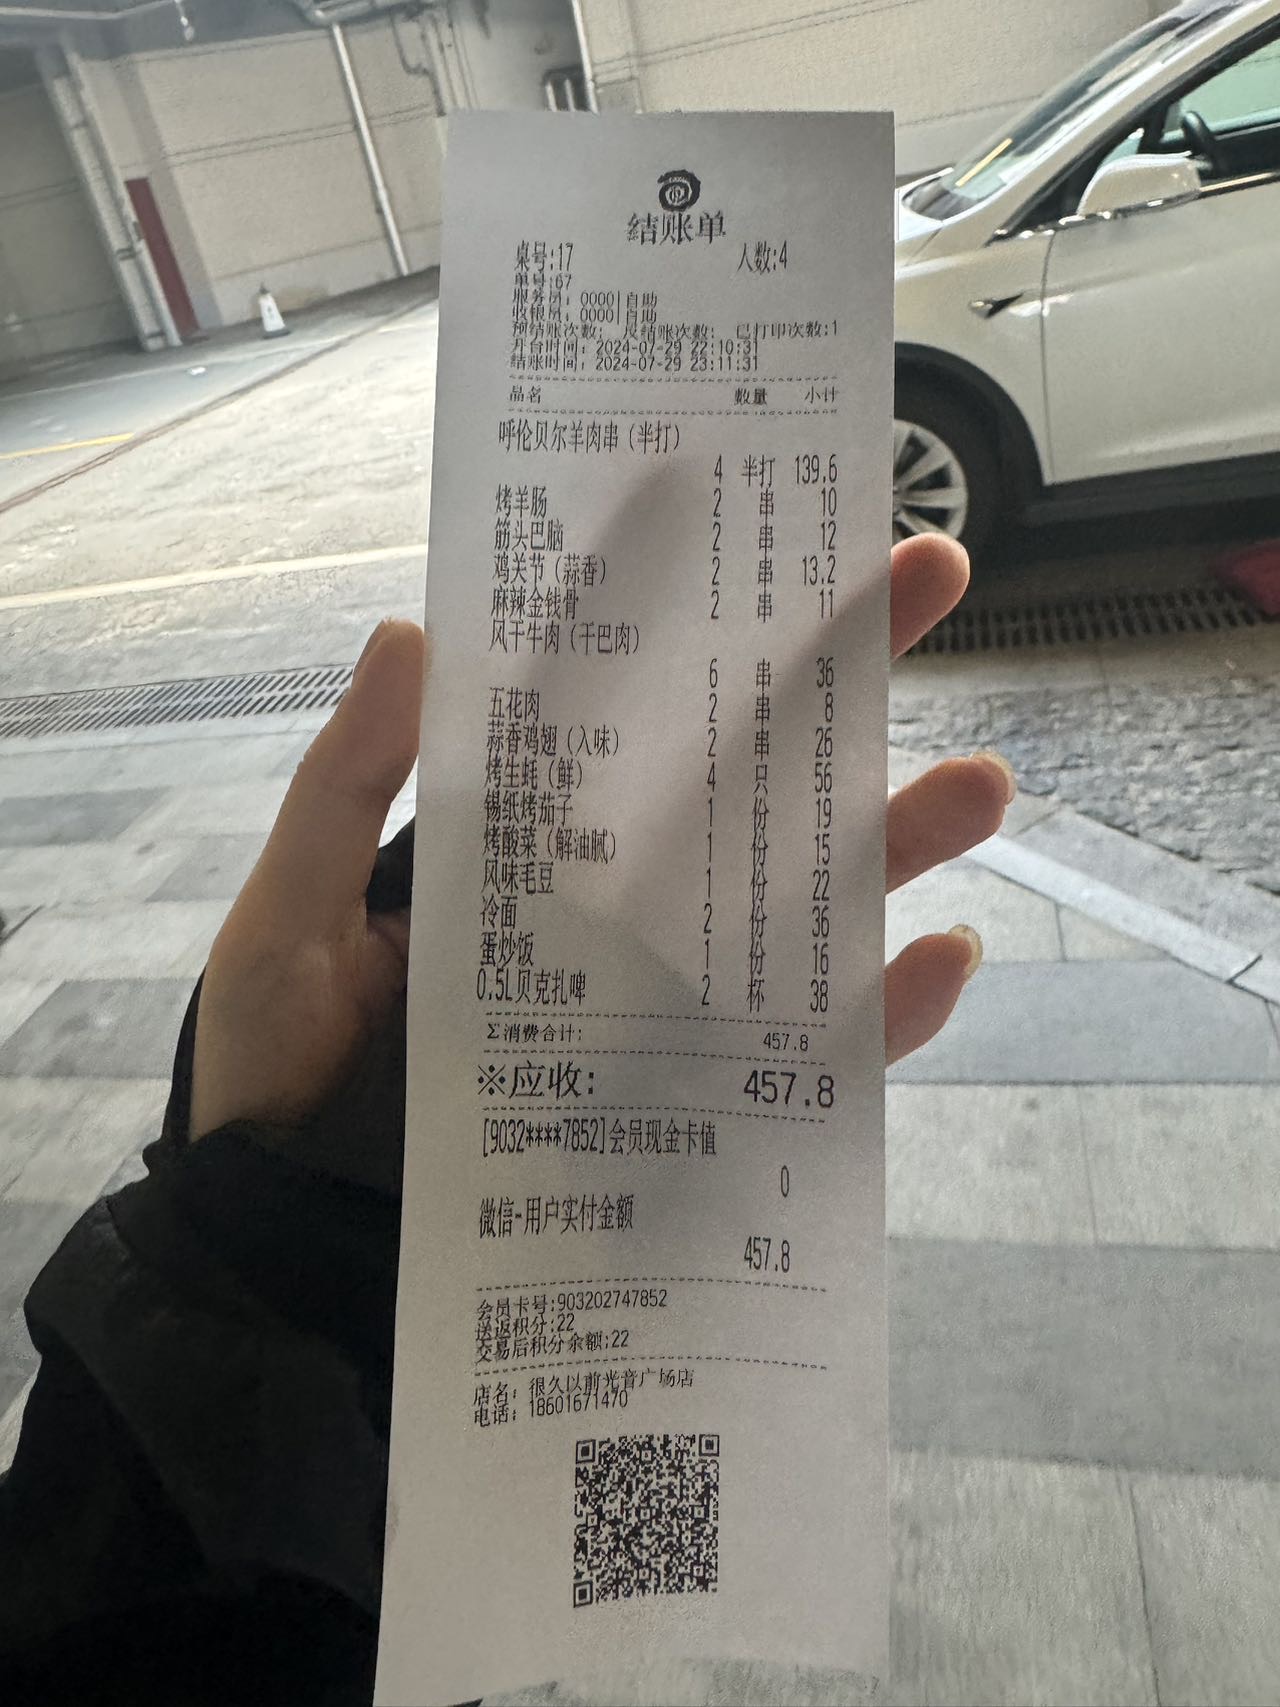 结账单
桌号:17 人数:4
单号:67
服务员: 0000|自助
收银员: 0000|自助
预结账次数: 反结账次数: 已打印次数:1
开台时间: 2024-07-29 22:10:31
结账时间: 2024-07-29 23:11:31
品名 数量 小计
呼伦贝尔羊肉串(半打)
4 半打 139.6
烤羊肠 2 串 10
筋头巴脑 2 串 12
鸡关节(蒜香) 2 串 13.2
麻辣金钱骨 2 串 11
风干牛肉(干巴肉)
6 串 36
五花肉 2 串 8
蒜香鸡翅(入味) 2 串 26
烤生蚝(鲜) 4 只 56
锡纸烤茄子 1 份 19
烤酸菜(解油腻) 1 份 15
风味毛豆 1 份 22
冷面 2 份 36
蛋炒饭 1 份 16
0.5L贝克扎啤 2 杯 38
Σ消费合计: 457.8
※应收: 457.8
[9032****7852]会员现金卡值
0
微信-用户实付金额
457.8
会员卡号:903202747852
送返积分:22
交易后积分余额:22
店名: 很久以前光音广场店
电话: 18601671470